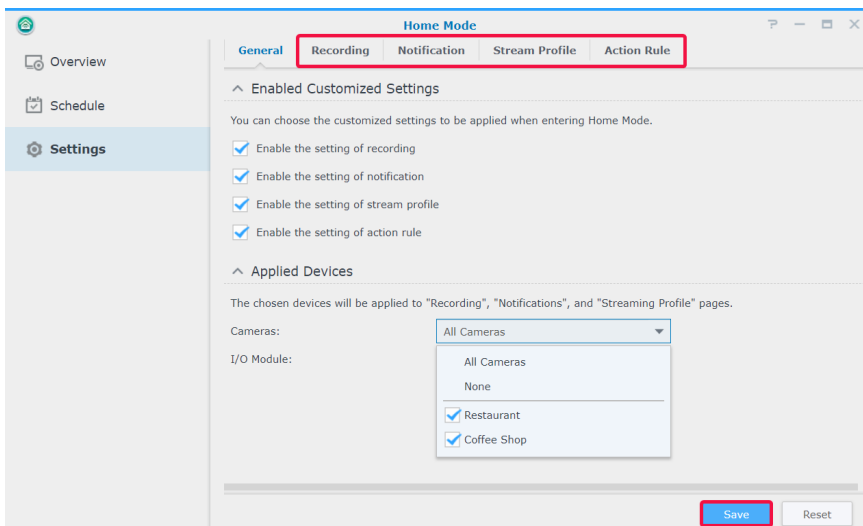 Home Mode
Overview
Schedule
Settings
General Recording Notification Stream Profile Action Rule
Enabled Customized Settings
You can choose the customized settings to be applied when entering Home Mode.
Enable the setting of recording
Enable the setting of notification
Enable the setting of stream profile
Enable the setting of action rule
Applied Devices
The chosen devices will be applied to "Recording", "Notifications", and "Streaming Profile" pages.
Cameras: All Cameras
I/O Module:
All Cameras
None
Restaurant
Coffee Shop
Save Reset